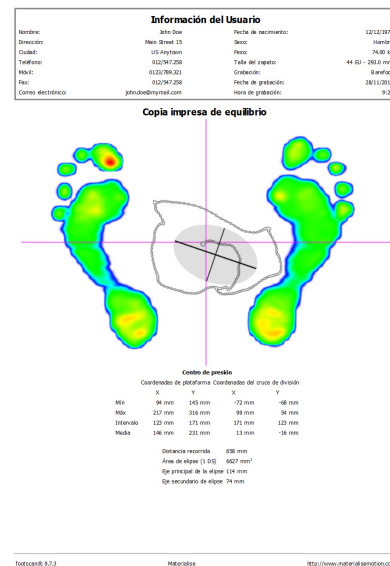 Información del Usuario
Nombre: John Doe Fecha de nacimiento: 12/12/197
Dirección: Main Street 15 Sexo: Hombr
Ciudad: US Anytown Peso: 74.00 k
Teléfono: 012/547.258 Talla del zapato: 44 EU - 293.0 mm
Móvil: 0123/789.321 Grabación: Barefoo
Fax: 012/547.258 Fecha de grabación: 28/11/201
Correo electrónico: johndoe@mymail.com Hora de grabación: 9:2
Copia impresa de equilibrio
Centro de presión
Coordenadas de plataforma Coordenadas del cruce de división
X Y X Y
Mín 94 mm 145 mm -72 mm -68 mm
Máx 217 mm 316 mm 99 mm 54 mm
Intervalo 123 mm 171 mm 171 mm 123 mm
Media 146 mm 231 mm 13 mm -16 mm
Distancia recorrida 658 mm
Área de elipse (1 DS) 6627 mm²
Eje principal de la elipse 114 mm
Eje secundario de elipse 74 mm
footscan® 9.7.3 Materialise http://www.materialisemotion.co